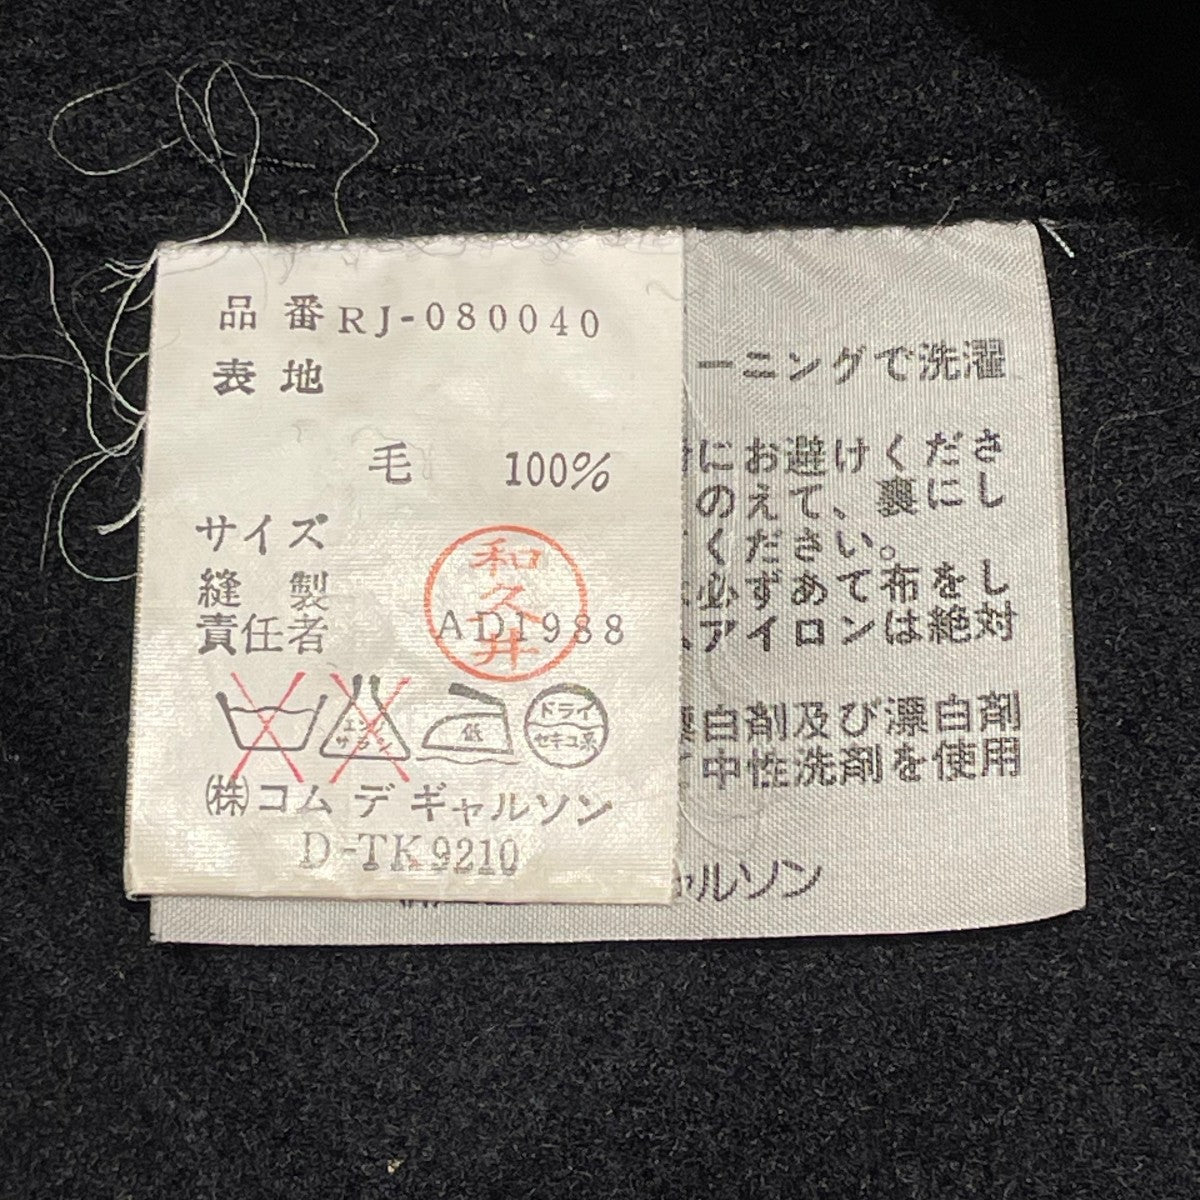 品番 RJ-080040
表地
毛 100%
サイズ
縫製
責任者 AD1988
和久井
エンソ
サラシ
低
ドライ
セキユ系
(株)コム デ ギャルソン
D-TK9210
ーニングで洗濯
にお避けくださ
のえて、裏にし
ください。
必ずあて布をし
アイロンは絶対
漂白剤及び漂白剤
中性洗剤を使用
ャルソン